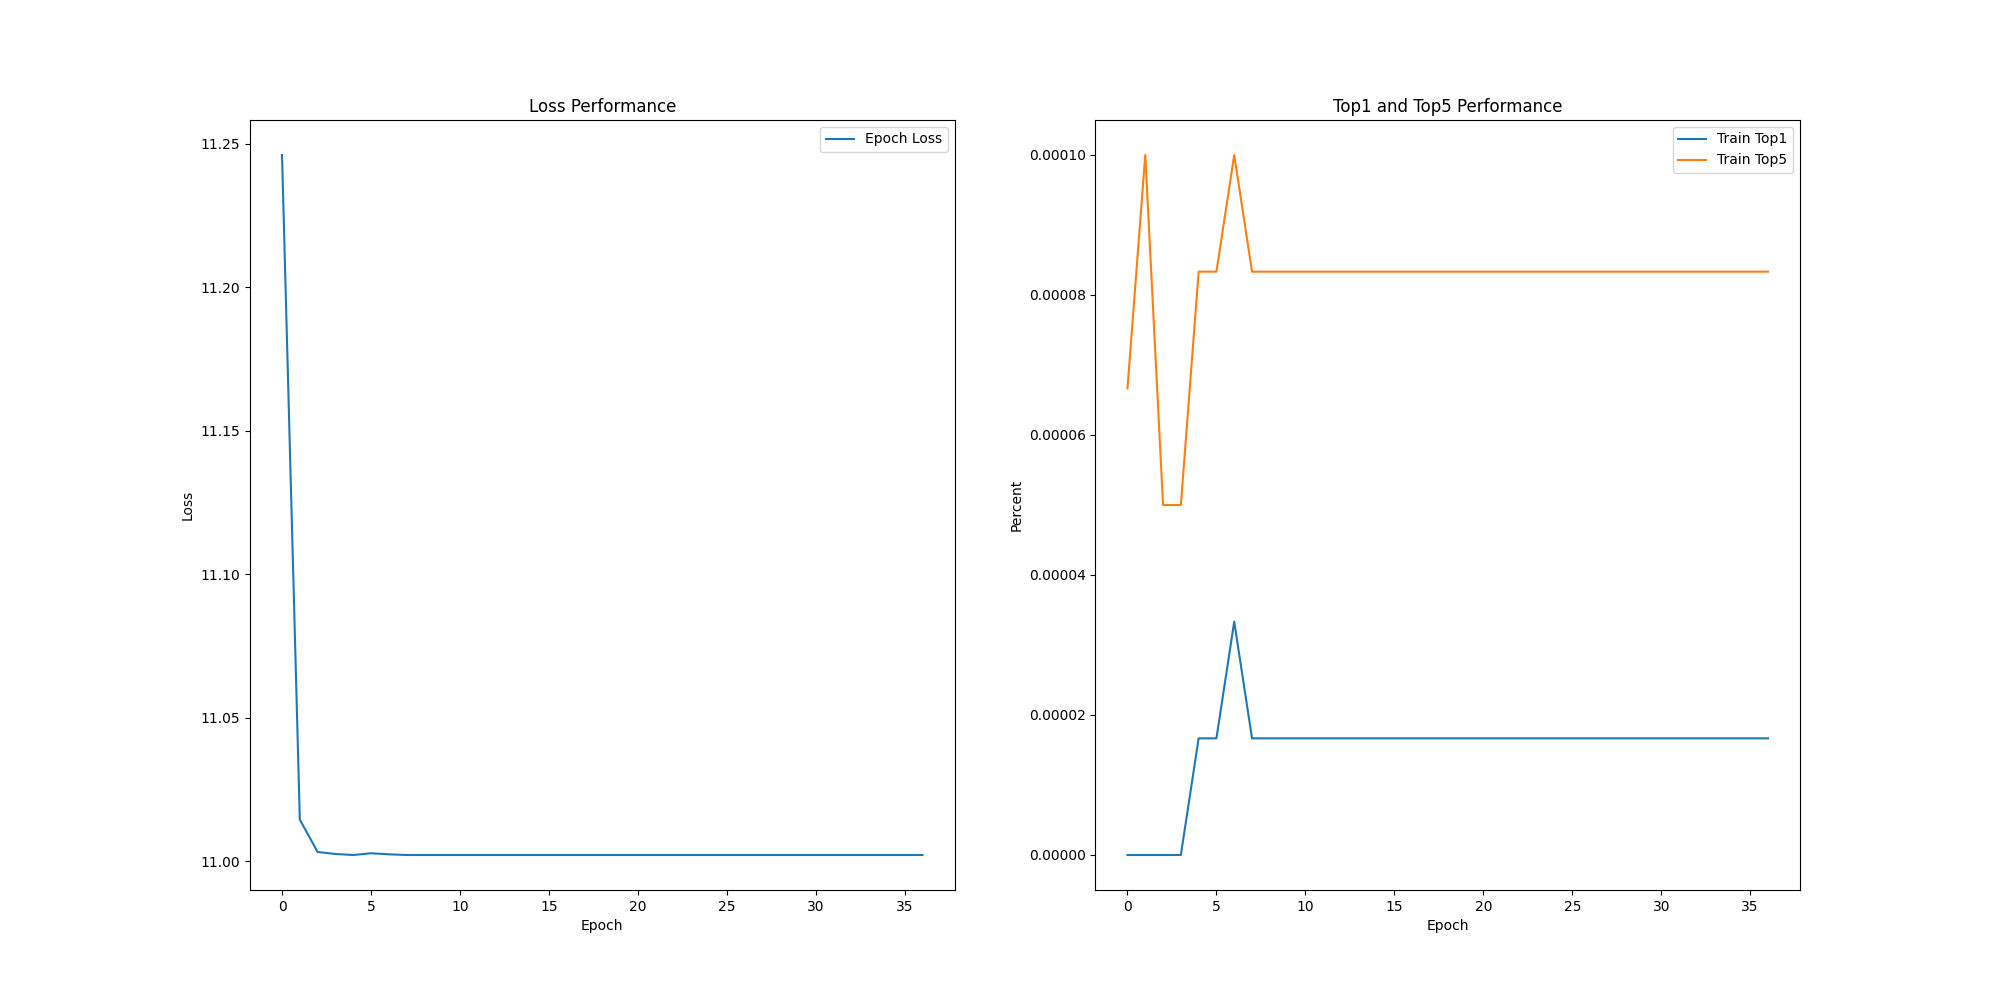 Loss Performance
Epoch Loss
11.25
11.20
11.15
11.10
11.05
11.00
Loss
0 5 10 15 20 25 30 35
Epoch
Top1 and Top5 Performance
Train Top1
Train Top5
0.00010
0.00008
0.00006
0.00004
0.00002
0.00000
Percent
0 5 10 15 20 25 30 35
Epoch